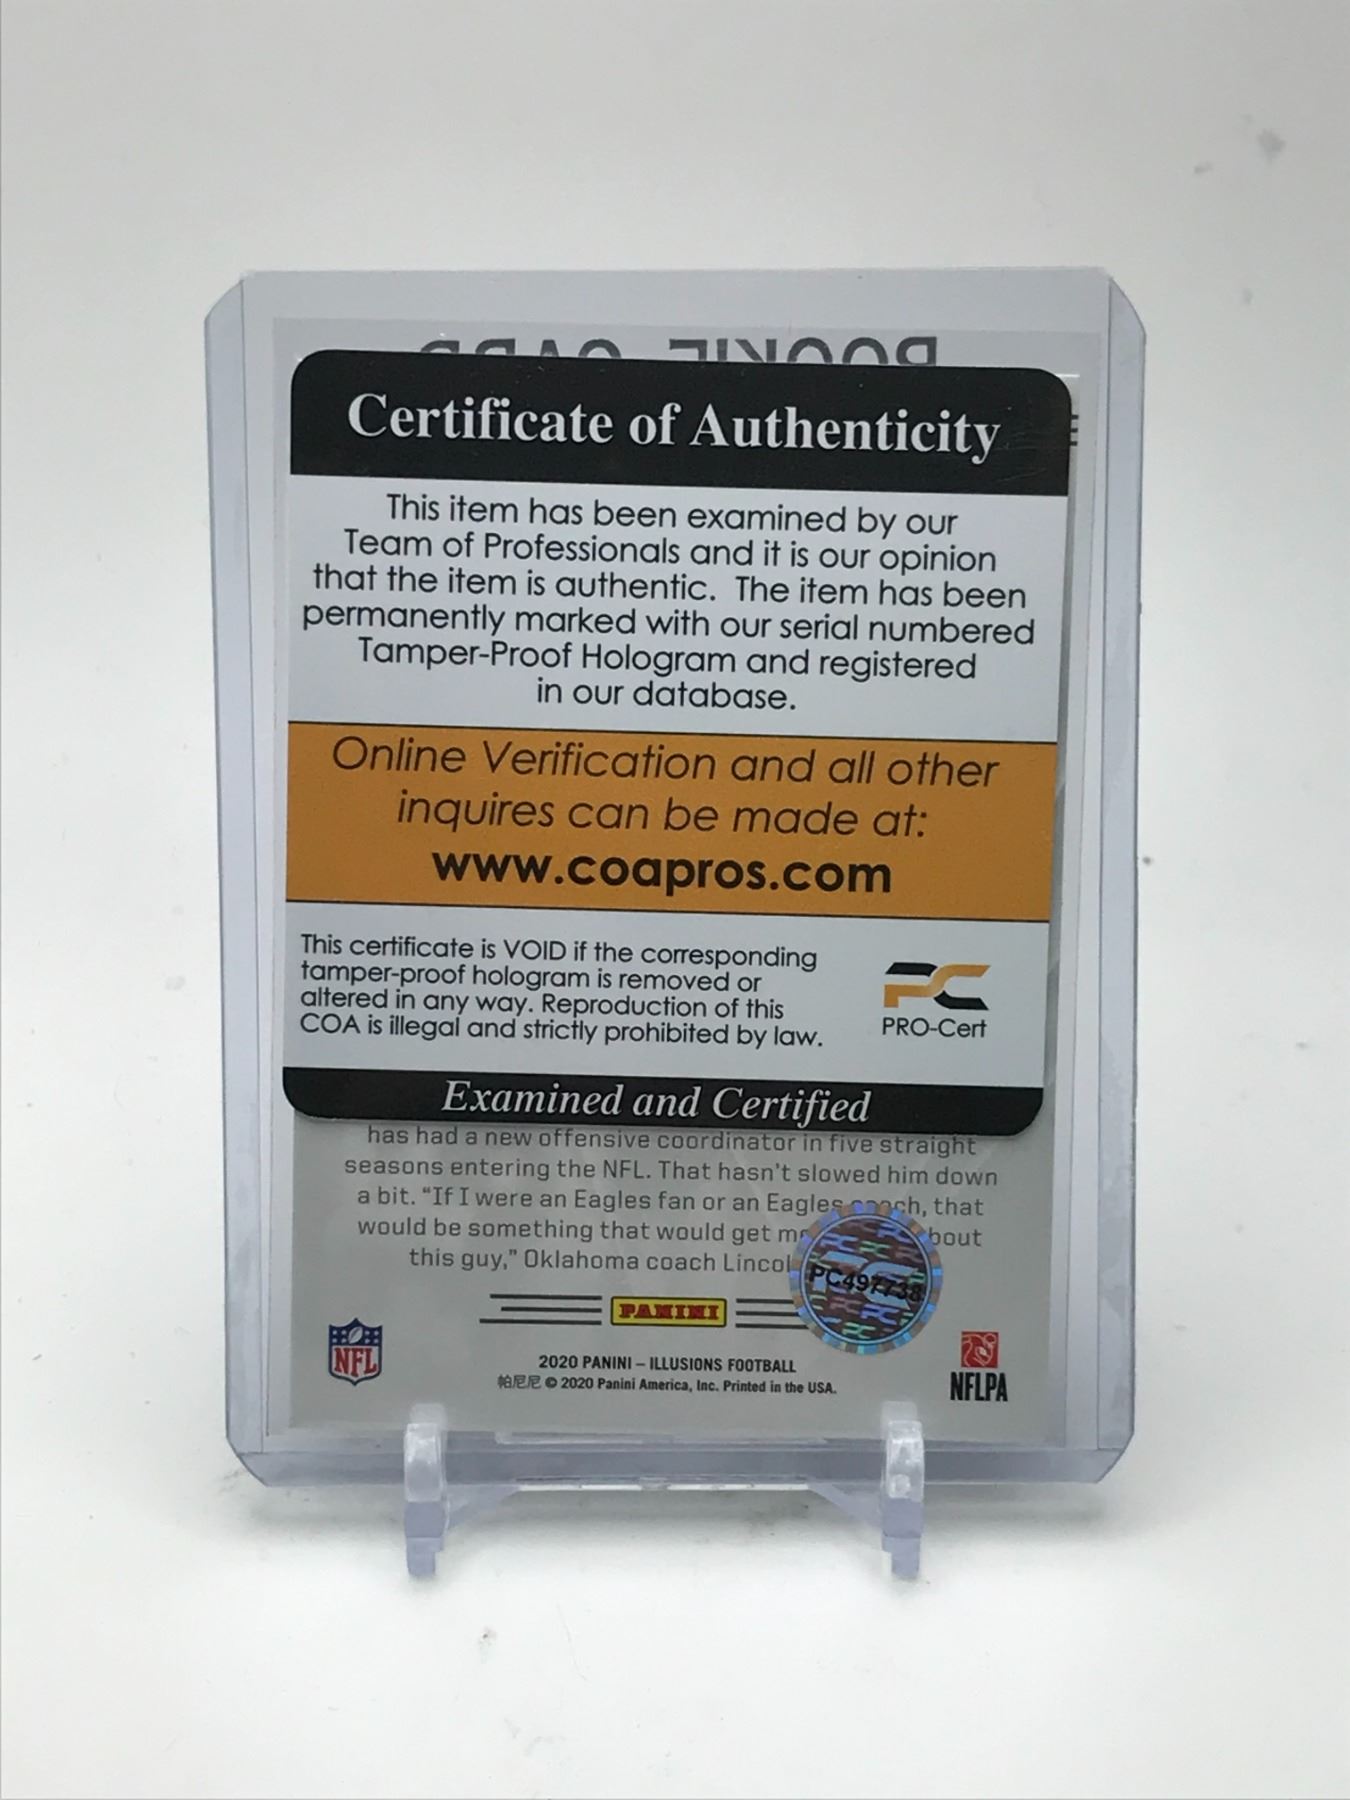 ROOKIE CARD
Certificate of Authenticity
This item has been examined by our
Team of Professionals and it is our opinion
that the item is authentic. The item has been
permanently marked with our serial numbered
Tamper-Proof Hologram and registered
in our database.
Online Verification and all other
inquires can be made at:
www.coapros.com
This certificate is VOID if the corresponding
tamper-proof hologram is removed or
altered in any way. Reproduction of this
COA is illegal and strictly prohibited by law.
PC
PRO-Cert
Examined and Certified
has had a new offensive coordinator in five straight
seasons entering the NFL. That hasn't slowed him down
a bit. “If I were an Eagles fan or an Eagles coach, that
would be something that would get me bout
this guy,” Oklahoma coach Lincol
PC497738
PANINI
NFL
2020 PANINI – ILLUSIONS FOOTBALL
帕尼尼 © 2020 Panini America, Inc. Printed in the USA.
NFLPA